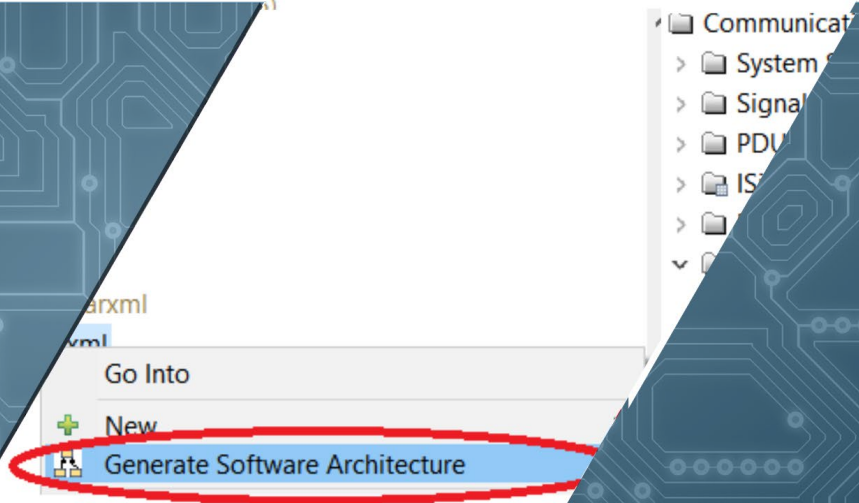 Communicat
System
Signal
PDU
arxml
xml
Go Into
New
Generate Software Architecture